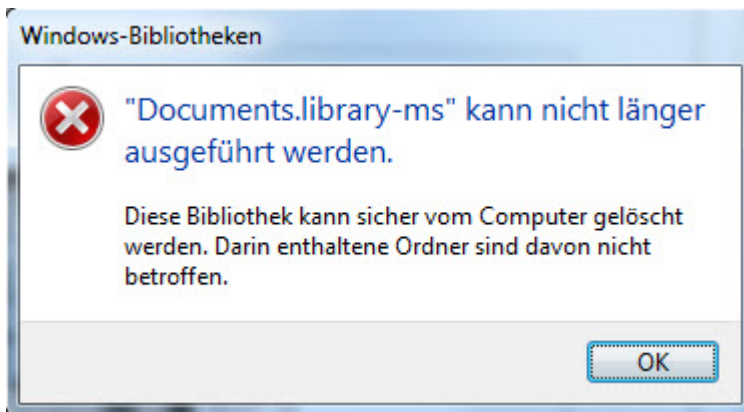 Windows-Bibliotheken
"Documents.library-ms" kann nicht länger
ausgeführt werden.
Diese Bibliothek kann sicher vom Computer gelöscht
werden. Darin enthaltene Ordner sind davon nicht
betroffen.
OK